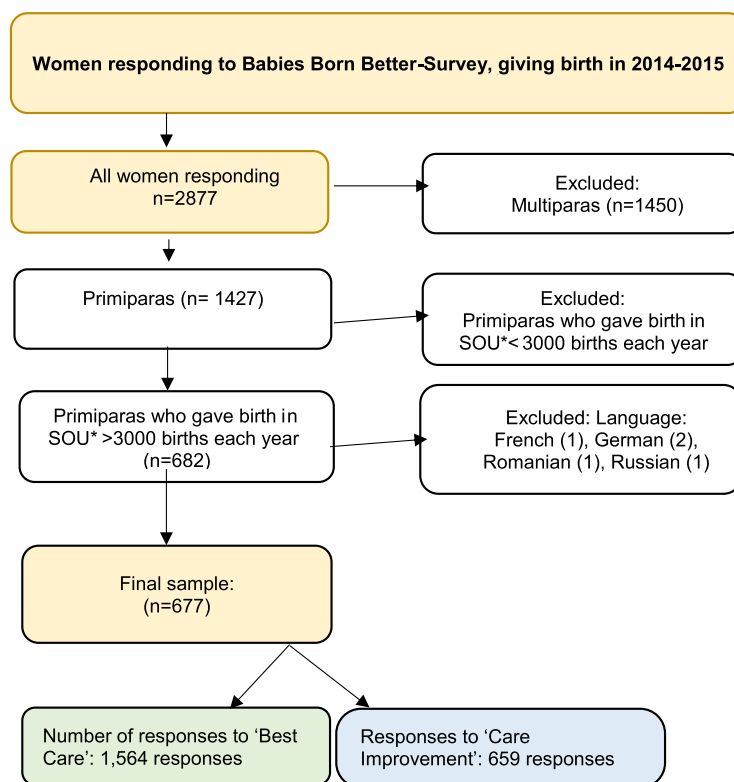 Women responding to Babies Born Better-Survey, giving birth in 2014-2015
All women responding
n=2877
Excluded:
Multiparas (n=1450)
Primiparas (n= 1427)
Excluded:
Primiparas who gave birth in
SOU*< 3000 births each year
Primiparas who gave birth in
SOU* >3000 births each year
(n=682)
Excluded: Language:
French (1), German (2),
Romanian (1), Russian (1)
Final sample:
(n=677)
Number of responses to ‘Best
Care’: 1,564 responses
Responses to ‘Care
Improvement’: 659 responses